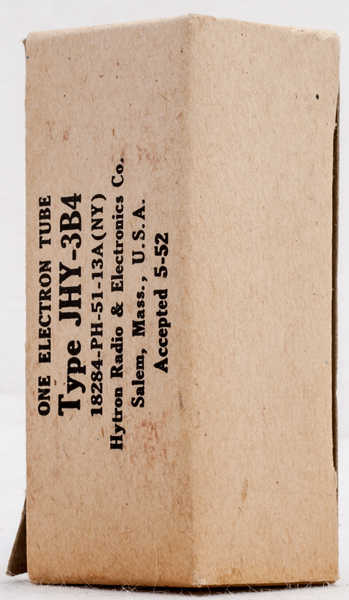 ONE ELECTRON TUBE
Type JHY-3B4
18284-PH-51-13A(NY)
Hytron Radio & Electronics Co.
Salem, Mass., U.S.A.
Accepted 5-52